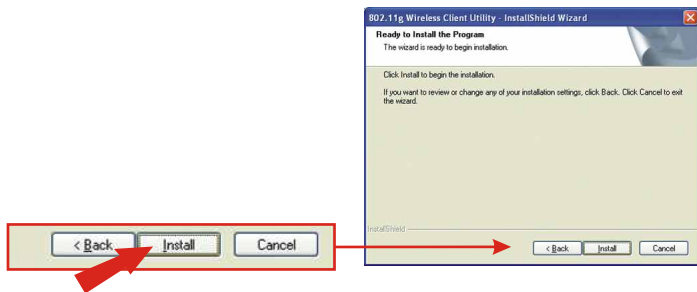 802.11g Wireless Client Utility - InstallShield Wizard
Ready to Install the Program
The wizard is ready to begin installation.
Click Install to begin the installation.
If you want to review or change any of your installation settings, click Back. Click Cancel to exit
the wizard.
InstallShield
< Back Install Cancel
< Back Install Cancel